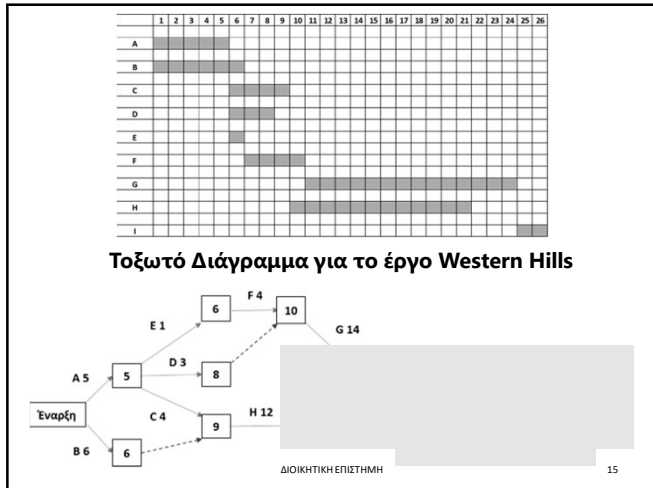 1 2 3 4 5 6 7 8 9 10 11 12 13 14 15 16 17 18 19 20 21 22 23 24 25 26
A
B
C
D
E
F
G
H
I
Τοξωτό Διάγραμμα για το έργο Western Hills
F 4
6
10
E 1
G 14
D 3
A 5
5
8
Έναρξη
C 4
H 12
9
B 6
6
ΔΙΟΙΚΗΤΙΚΗ ΕΠΙΣΤΗΜΗ
15